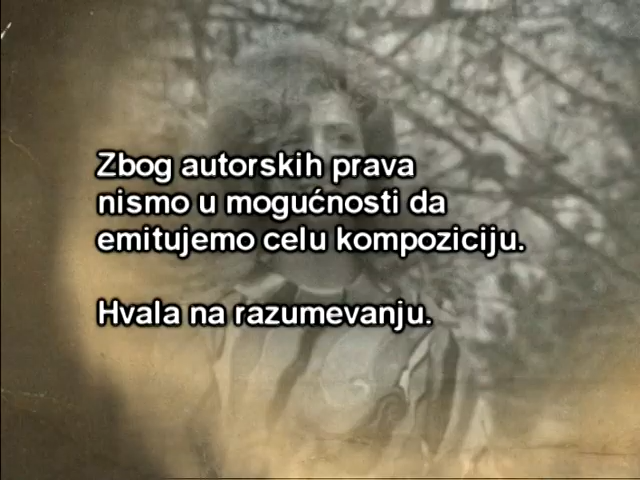 Zbog autorskih prava
nismo u mogućnosti da
emitujemo celu kompoziciju.
Hvala na razumevanju.